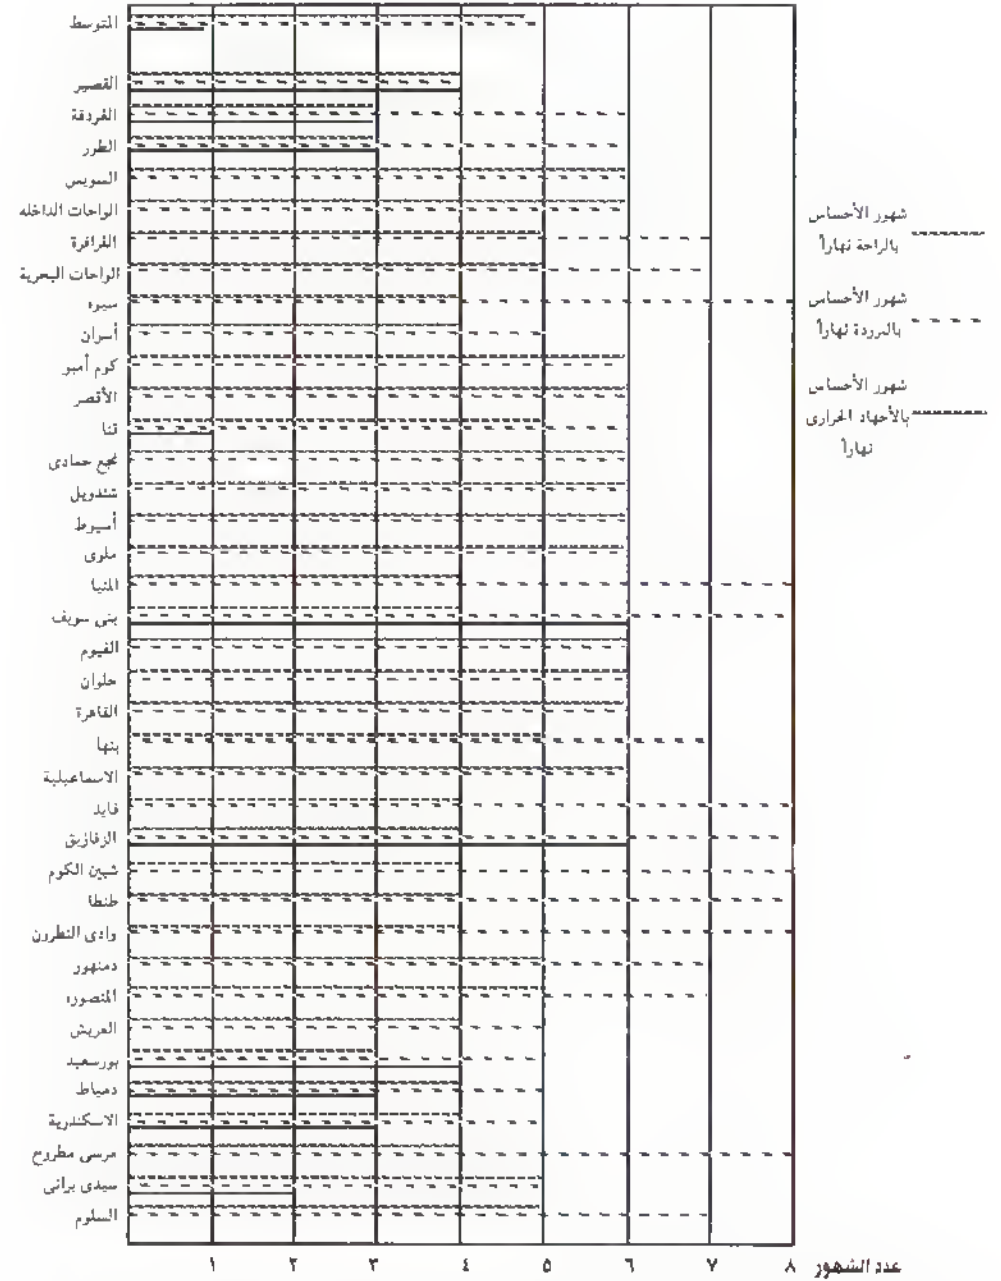 المتوسط
القصير
الغردقة
الطور
السويس
الواحات الداخله
الفرافرة
الواحات البحرية
سيوه
أسوان
كوم أمبو
الأقصر
قنا
نجع حمادى
شندويل
أسيوط
ملوى
المنيا
بنى سويف
الفيوم
حلوان
القاهرة
بنها
الاسماعيلية
فايد
الزقازيق
شبين الكوم
طنطا
وادى النطرون
دمنهور
المنصوره
العريش
بورسعيد
دمياط
الاسكندرية
مرسى مطروح
سيدى برانى
السلوم
شهور الأحساس
بالراحة نهاراً
شهور الأحساس
بالبرودة نهاراً
شهور الأحساس
بالأجهاد الحرارى
نهاراً
١ ٢ ٣ ٤ ٥ ٦ ٧ ٨ عدد الشهور